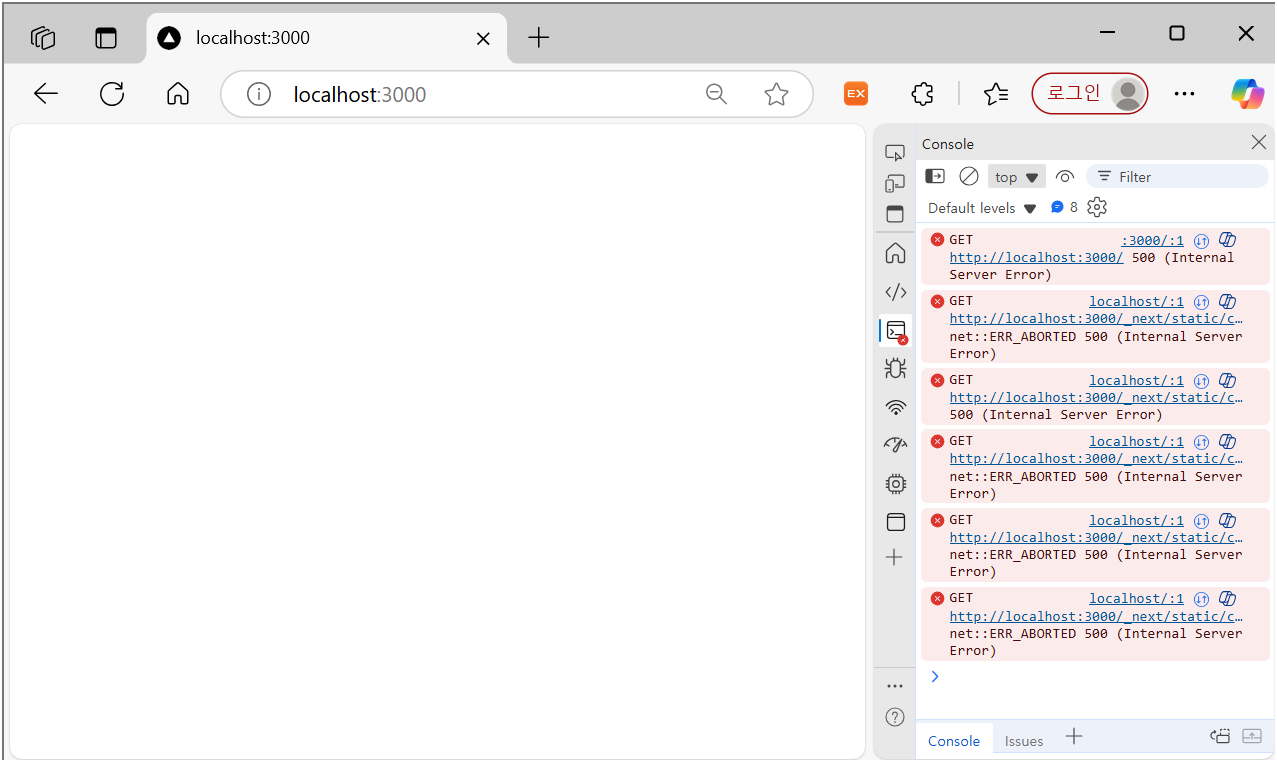 localhost:3000
localhost:3000
EX
로그인
Console
top
Filter
Default levels
8
GET :3000/:1
http://localhost:3000/ 500 (Internal
Server Error)
GET localhost/:1
http://localhost:3000/_next/static/c…
net::ERR_ABORTED 500 (Internal Server
Error)
GET localhost/:1
http://localhost:3000/_next/static/c…
500 (Internal Server Error)
GET localhost/:1
http://localhost:3000/_next/static/c…
net::ERR_ABORTED 500 (Internal Server
Error)
GET localhost/:1
http://localhost:3000/_next/static/c…
net::ERR_ABORTED 500 (Internal Server
Error)
GET localhost/:1
http://localhost:3000/_next/static/c…
net::ERR_ABORTED 500 (Internal Server
Error)
Console
Issues